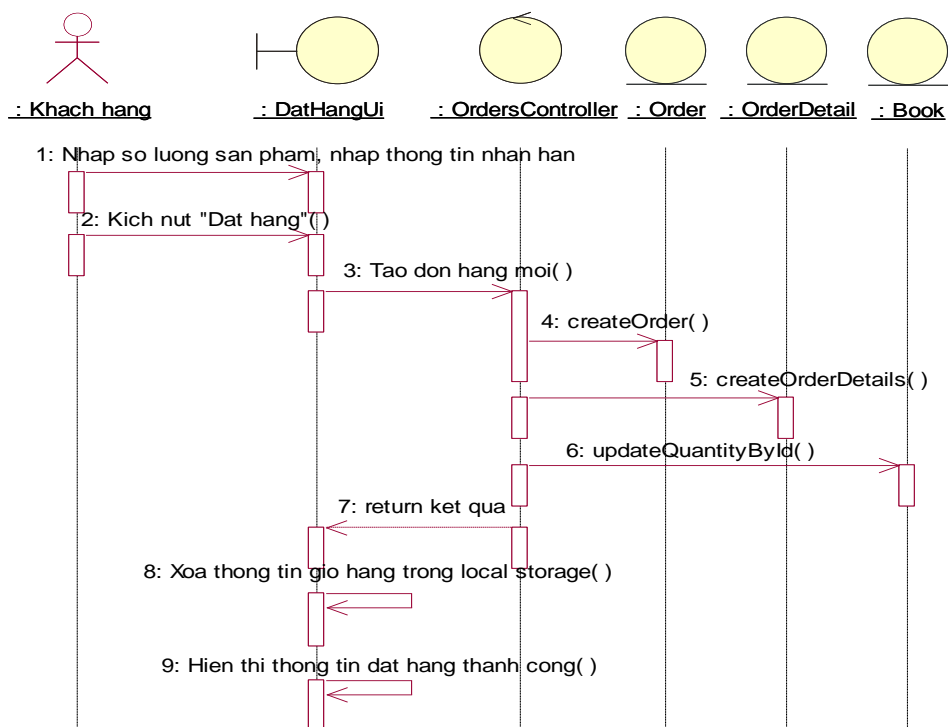 : Khach hang
: DatHangUi
: OrdersController
: Order
: OrderDetail
: Book
1: Nhap so luong san pham, nhap thong tin nhan han
2: Kich nut "Dat hang"( )
3: Tao don hang moi( )
4: createOrder( )
5: createOrderDetails( )
6: updateQuantityById( )
7: return ket qua
8: Xoa thong tin gio hang trong local storage( )
9: Hien thi thong tin dat hang thanh cong( )